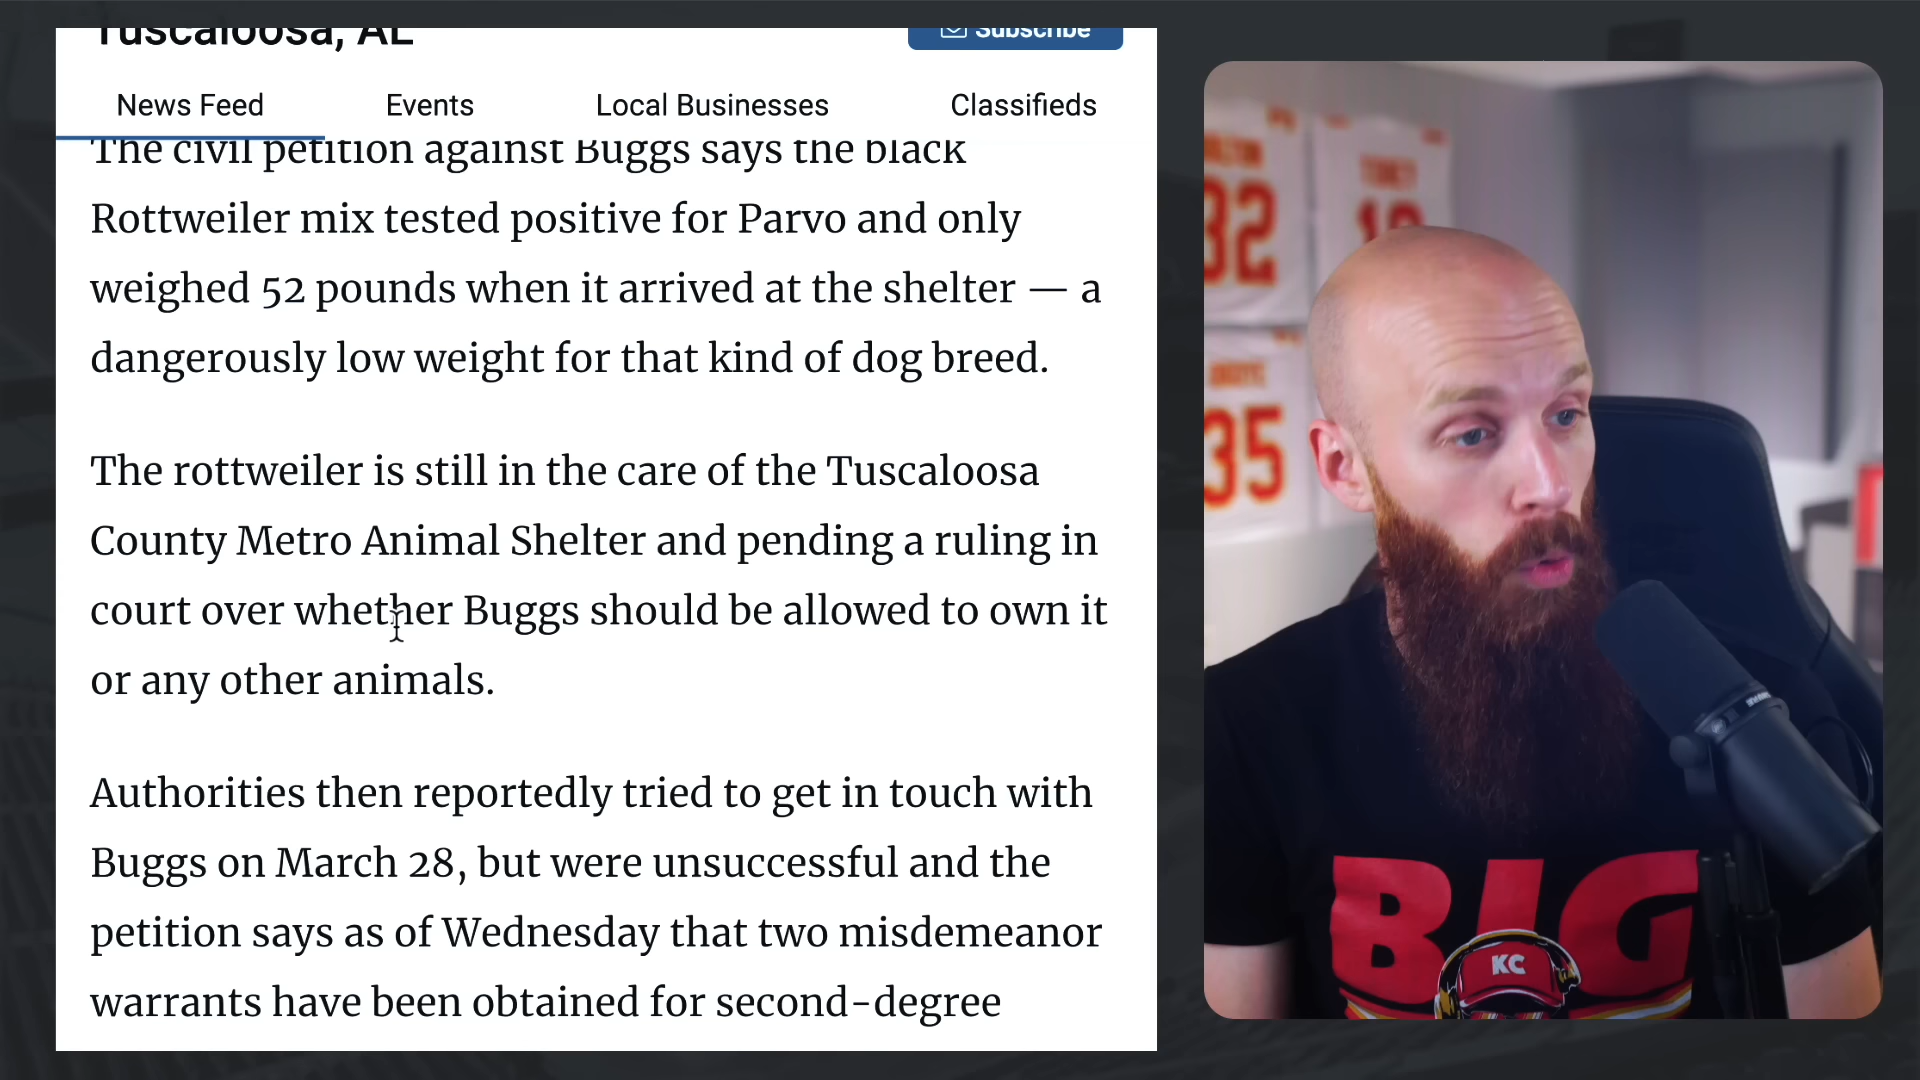 Tuscaloosa, AL
Subscribe
News Feed Events Local Businesses Classifieds
The civil petition against Buggs says the black
Rottweiler mix tested positive for Parvo and only
weighed 52 pounds when it arrived at the shelter — a
dangerously low weight for that kind of dog breed.
The rottweiler is still in the care of the Tuscaloosa
County Metro Animal Shelter and pending a ruling in
court over whether Buggs should be allowed to own it
or any other animals.
Authorities then reportedly tried to get in touch with
Buggs on March 28, but were unsuccessful and the
petition says as of Wednesday that two misdemeanor
warrants have been obtained for second-degree
32
10
35
BIG
KC